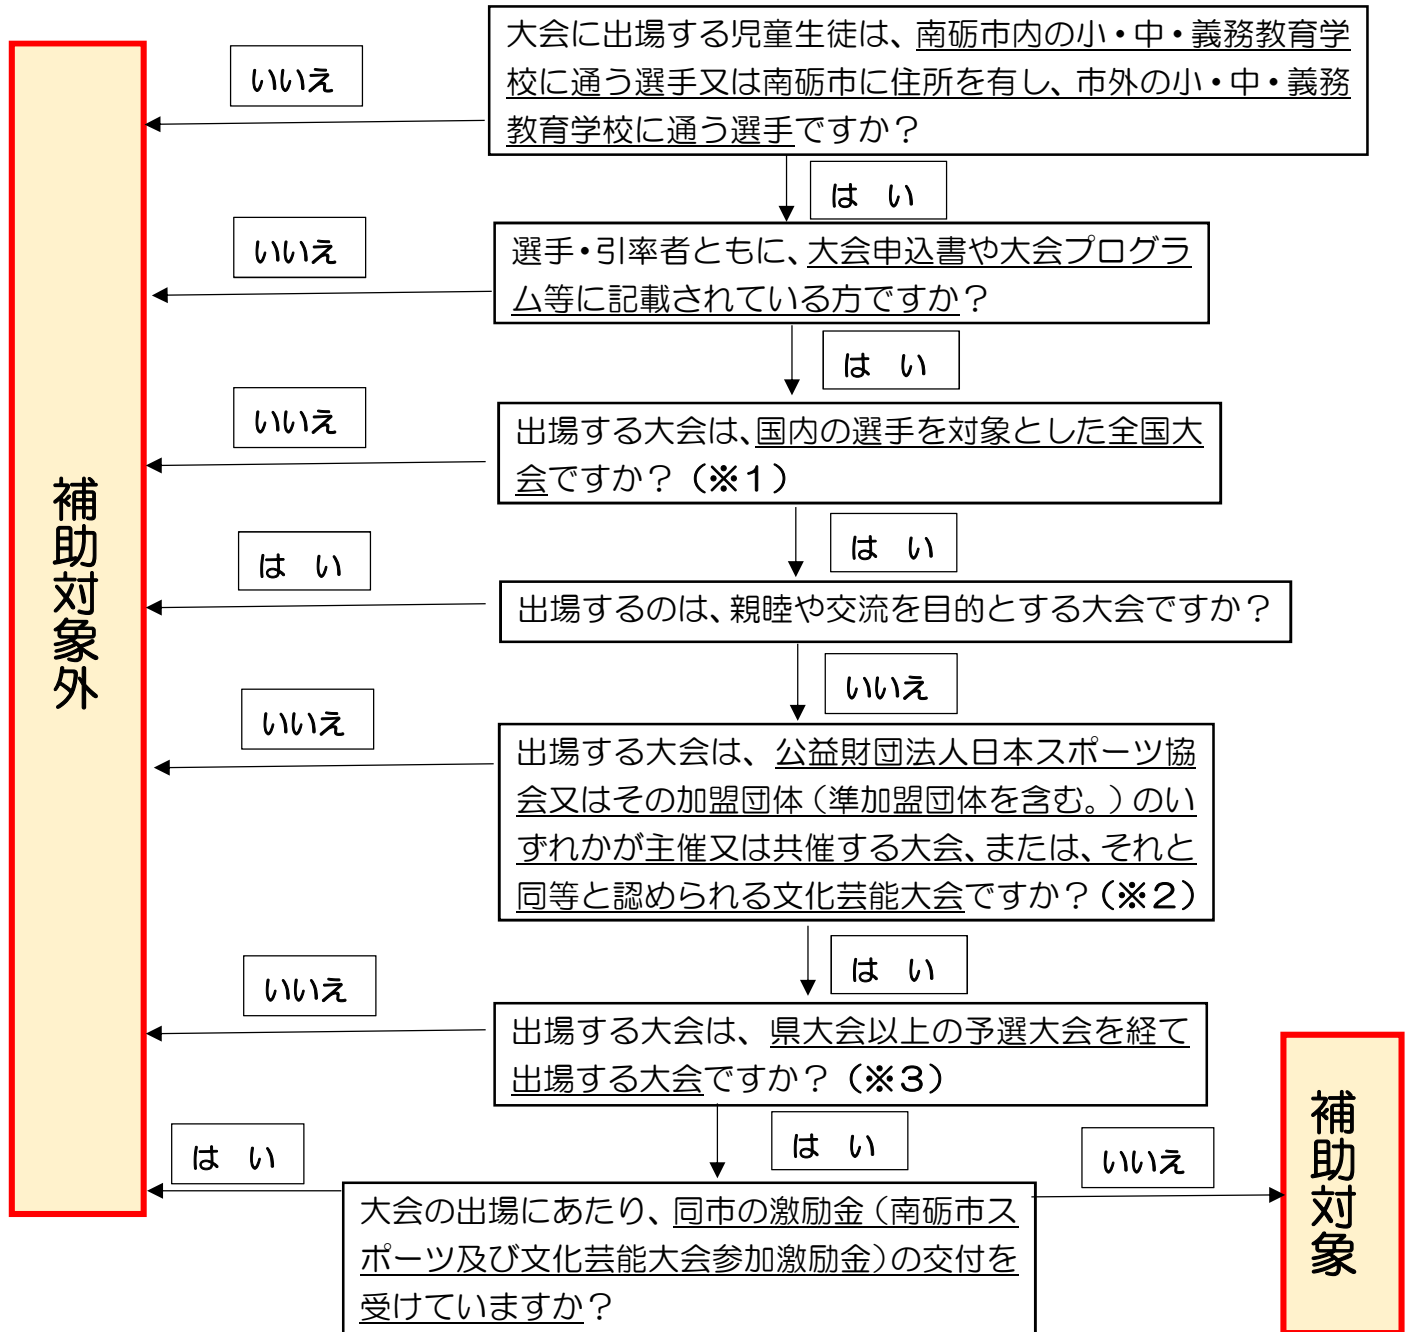 大会に出場する児童生徒は、南砺市内の小・中・義務教育学
校に通う選手又は南砺市に住所を有し、市外の小・中・義務
教育学校に通う選手ですか？
いいえ
は い
選手・引率者ともに、大会申込書や大会プログラ
ム等に記載されている方ですか？
いいえ
は い
出場する大会は、国内の選手を対象とした全国大
会ですか？（※１）
いいえ
は い
出場するのは、親睦や交流を目的とする大会ですか？
は い
いいえ
出場する大会は、公益財団法人日本スポーツ協
会又はその加盟団体（準加盟団体を含む。）のい
ずれかが主催又は共催する大会、または、それと
同等と認められる文化芸能大会ですか？（※２）
いいえ
は い
出場する大会は、県大会以上の予選大会を経て
出場する大会ですか？（※３）
いいえ
は い
大会の出場にあたり、同市の激励金（南砺市ス
ポーツ及び文化芸能大会参加激励金）の交付を
受けていますか？
は い
いいえ
補助対象外
補助対象